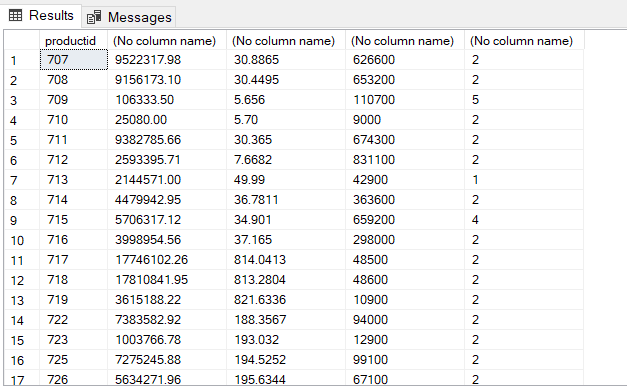 Results Messages
productid (No column name) (No column name) (No column name) (No column name)
1 707 9522317.98 30.8865 626600 2
2 708 9156173.10 30.4495 653200 2
3 709 106333.50 5.656 110700 5
4 710 25080.00 5.70 9000 2
5 711 9382785.66 30.365 674300 2
6 712 2593395.71 7.6682 831100 2
7 713 2144571.00 49.99 42900 1
8 714 4479942.95 36.7811 363600 2
9 715 5706317.12 34.901 659200 4
10 716 3998954.56 37.165 298000 2
11 717 17746102.26 814.0413 48500 2
12 718 17810841.95 813.2804 48600 2
13 719 3615188.22 821.6336 10900 2
14 722 7383582.92 188.3567 94000 2
15 723 1003766.78 193.032 12900 2
16 725 7275245.88 194.5252 99100 2
17 726 5634271.96 195.6344 67100 2